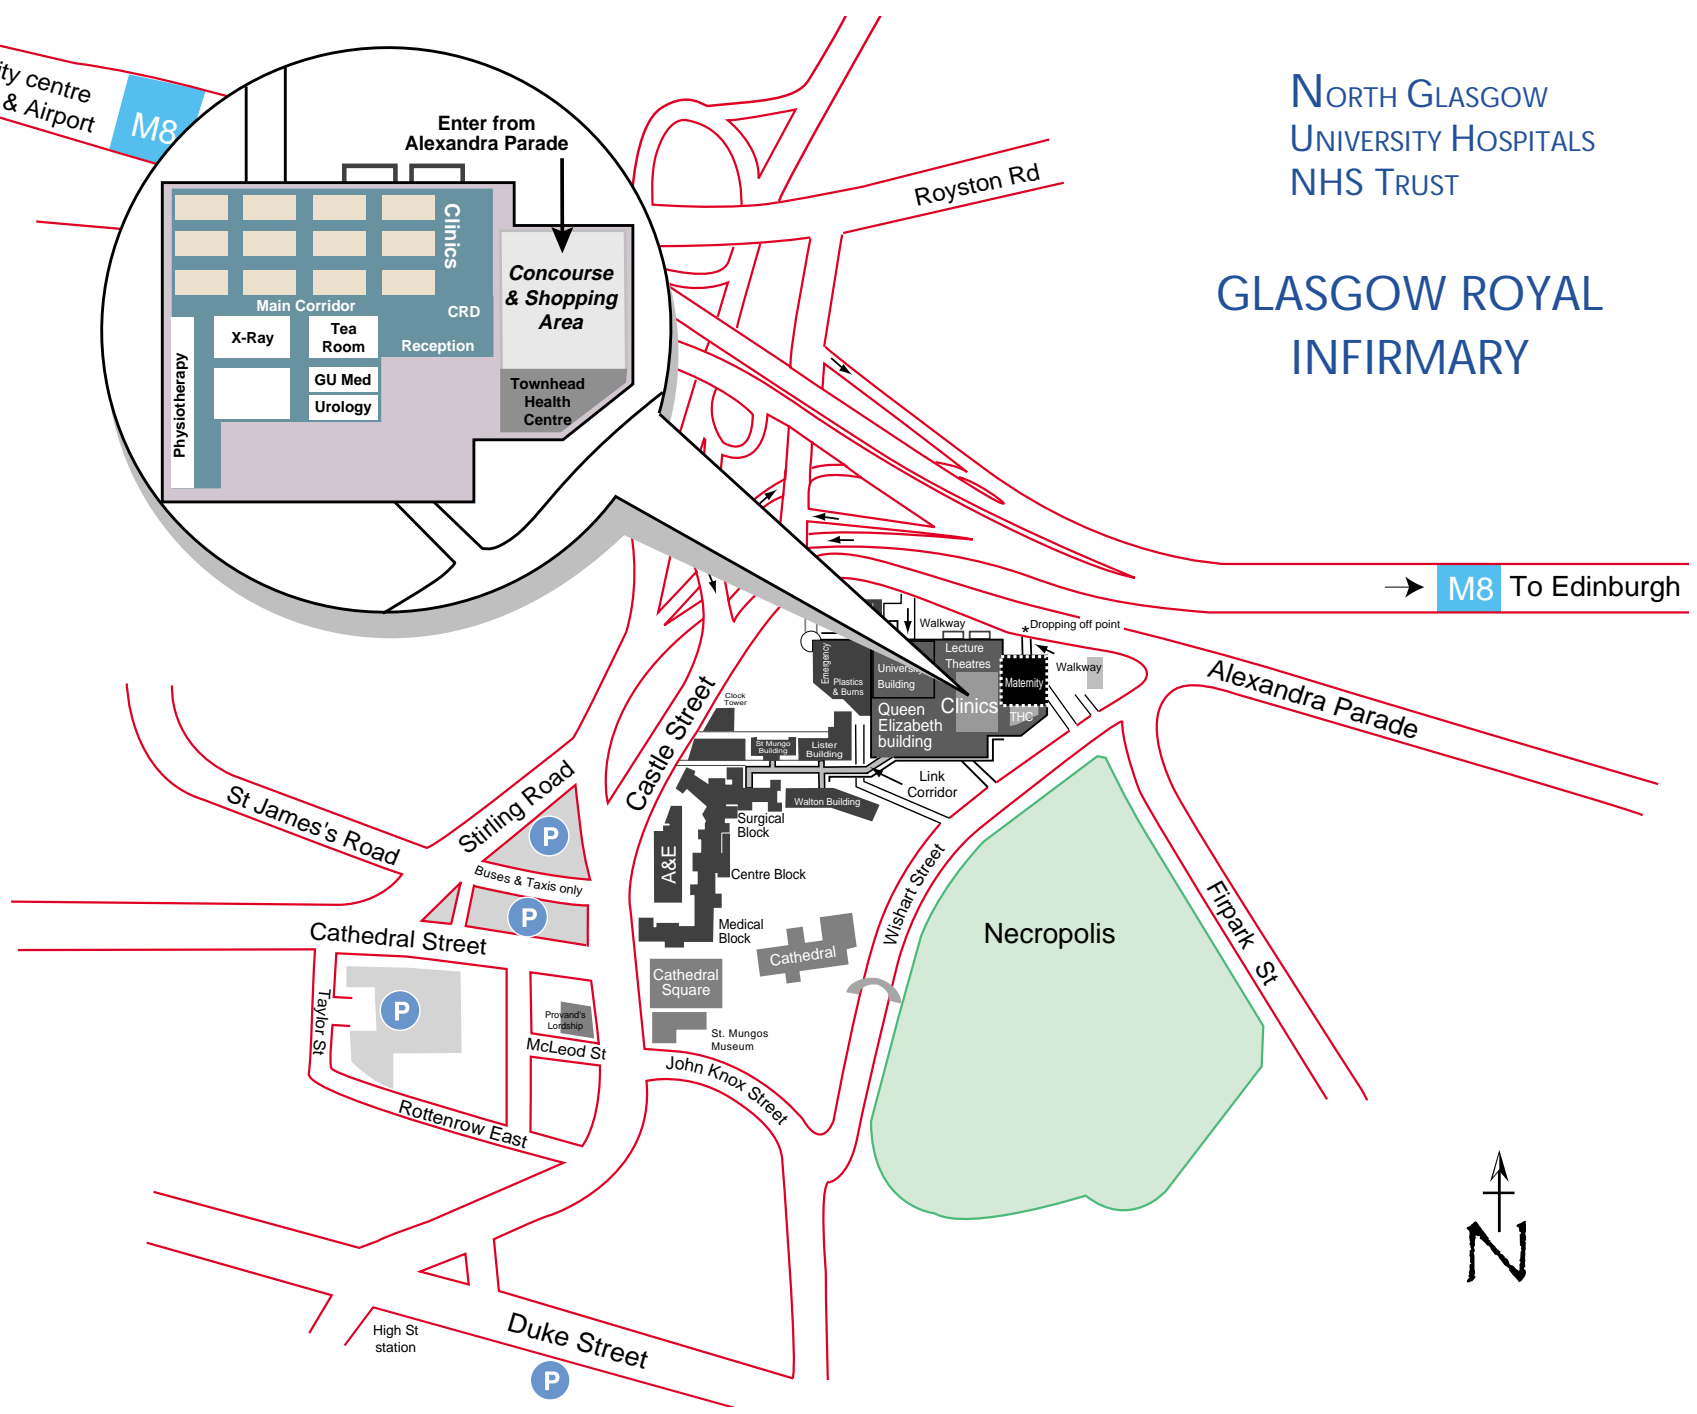 NORTH GLASGOW
UNIVERSITY HOSPITALS
NHS TRUST
GLASGOW ROYAL
INFIRMARY
ity centre
& Airport
M8
Enter from
Alexandra Parade
Clinics
Concourse
& Shopping
Area
Main Corridor
CRD
X-Ray
Tea
Room
Reception
GU Med
Urology
Physiotherapy
Townhead
Health
Centre
Royston Rd
M8 To Edinburgh
Walkway
*Dropping off point
Walkway
Alexandra Parade
Emergency
Plastics
& Burns
University
Building
Lecture
Theatres
Maternity
THC
Clinics
Queen
Elizabeth
building
Clock
Tower
St Mungo
Building
Lister
Building
Link
Corridor
Walton Building
Surgical
Block
A&E
Centre Block
Medical
Block
Castle Street
Stirling Road
St James's Road
P
Buses & Taxis only
P
Cathedral Street
P
Taylor St
Provand's
Lordship
McLeod St
Rottenrow East
Cathedral
Square
Cathedral
St. Mungos
Museum
John Knox Street
Wishart Street
Necropolis
Firpark St
High St
station
Duke Street
P
N